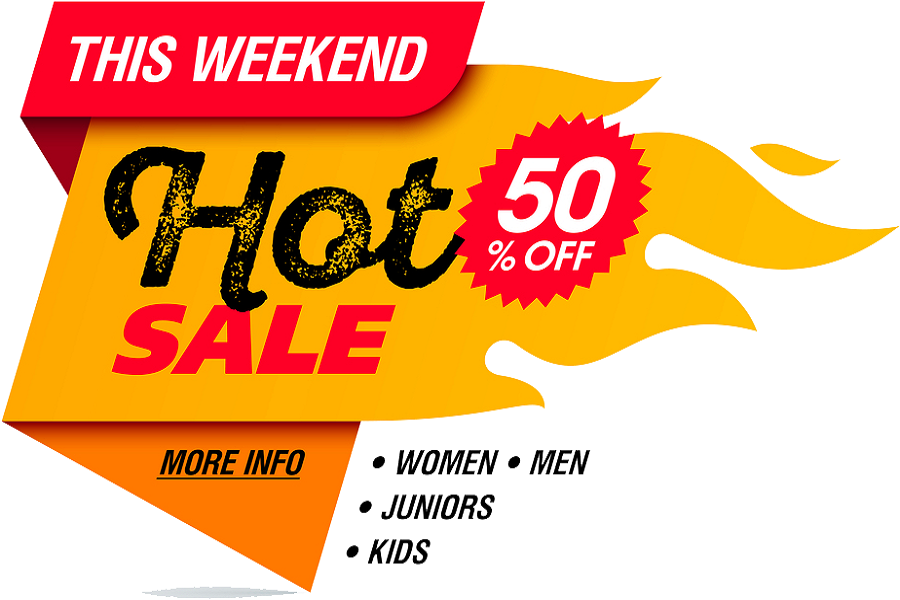 THIS WEEKEND
Hot
SALE
50
% OFF
MORE INFO
• WOMEN • MEN
• JUNIORS
• KIDS